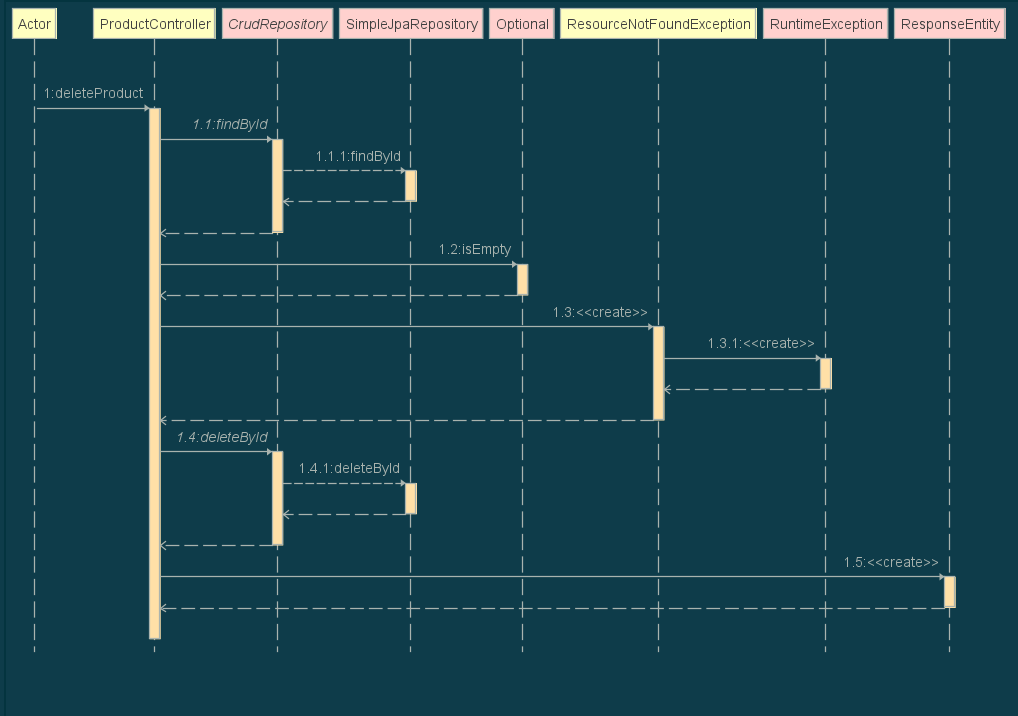 Actor
ProductController
CrudRepository
SimpleJpaRepository
Optional
ResourceNotFoundException
RuntimeException
ResponseEntity
1:deleteProduct
1.1:findById
1.1.1:findById
1.2:isEmpty
1.3:<<create>>
1.3.1:<<create>>
1.4:deleteById
1.4.1:deleteById
1.5:<<create>>